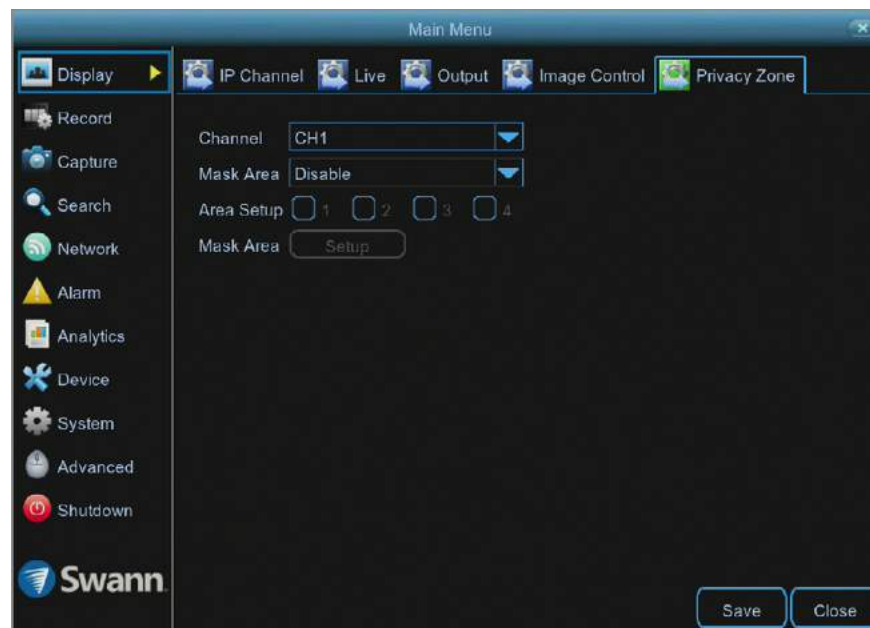 Main Menu
Display
Record
Capture
Search
Network
Alarm
Analytics
Device
System
Advanced
Shutdown
Swann
IP Channel Live Output Image Control Privacy Zone
Channel CH1
Mask Area Disable
Area Setup 1 2 3 4
Mask Area Setup
Save Close